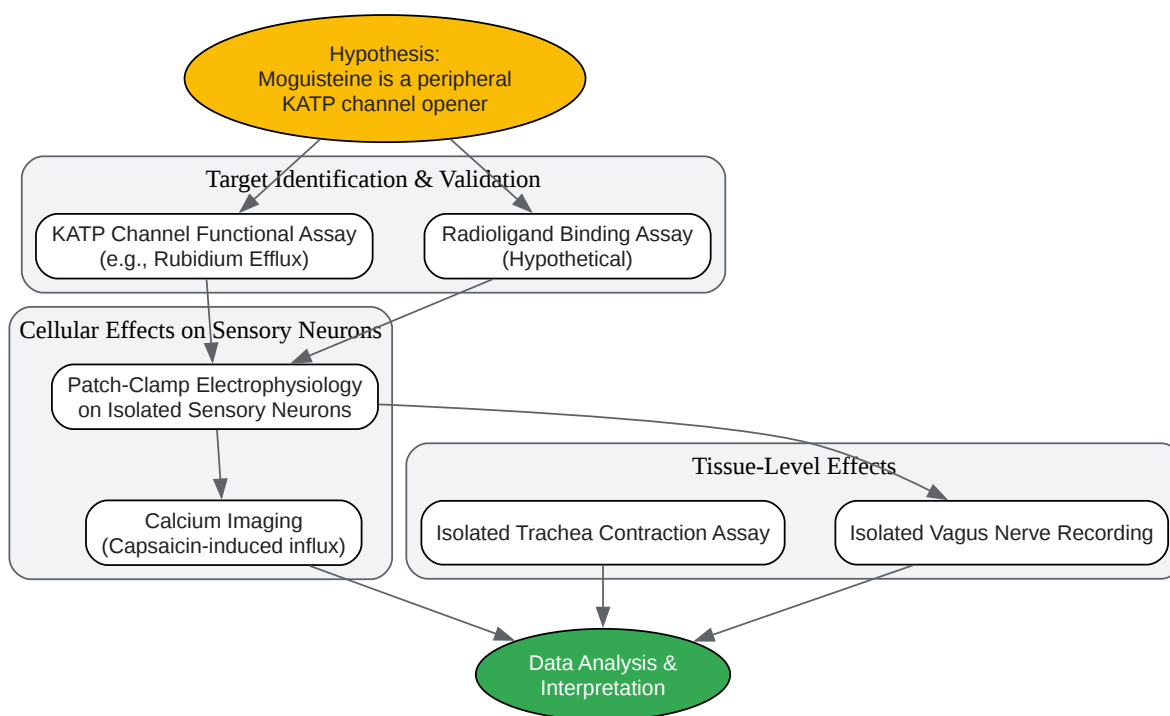 Hypothesis:
Moguisteine is a peripheral
KATP channel opener
Target Identification & Validation
KATP Channel Functional Assay
(e.g., Rubidium Efflux)
Radioligand Binding Assay
(Hypothetical)
Cellular Effects on Sensory Neurons
Patch-Clamp Electrophysiology
on Isolated Sensory Neurons
Calcium Imaging
(Capsaicin-induced influx)
Tissue-Level Effects
Isolated Trachea Contraction Assay
Isolated Vagus Nerve Recording
Data Analysis &
Interpretation